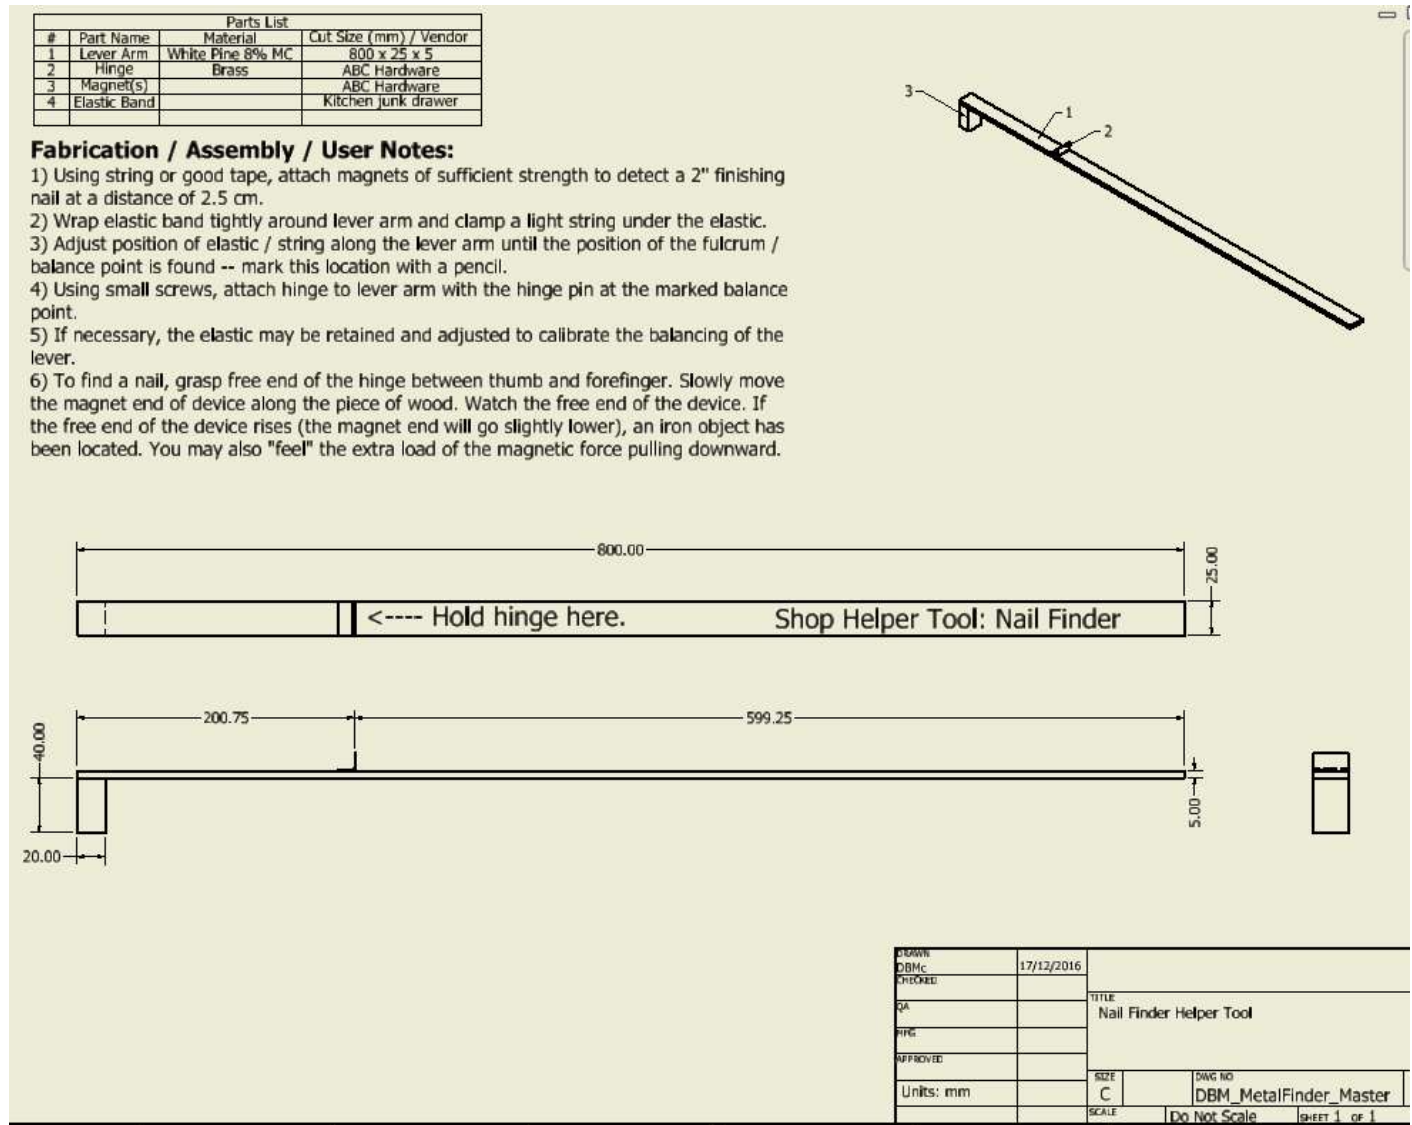 Parts List
# Part Name Material Cut Size (mm) / Vendor
1 Lever Arm White Pine 8% MC 800 x 25 x 5
2 Hinge Brass ABC Hardware
3 Magnet(s) ABC Hardware
4 Elastic Band Kitchen junk drawer
Fabrication / Assembly / User Notes:
1) Using string or good tape, attach magnets of sufficient strength to detect a 2" finishing
nail at a distance of 2.5 cm.
2) Wrap elastic band tightly around lever arm and clamp a light string under the elastic.
3) Adjust position of elastic / string along the lever arm until the position of the fulcrum /
balance point is found -- mark this location with a pencil.
4) Using small screws, attach hinge to lever arm with the hinge pin at the marked balance
point.
5) If necessary, the elastic may be retained and adjusted to calibrate the balancing of the
lever.
6) To find a nail, grasp free end of the hinge between thumb and forefinger. Slowly move
the magnet end of device along the piece of wood. Watch the free end of the device. If
the free end of the device rises (the magnet end will go slightly lower), an iron object has
been located. You may also "feel" the extra load of the magnetic force pulling downward.
3
1
2
800.00
25.00
<---- Hold hinge here. Shop Helper Tool: Nail Finder
200.75 599.25
40.00
5.00
20.00
DRAWN
DBMc 17/12/2016
CHECKED
QA
MFG
APPROVED
Units: mm
TITLE
Nail Finder Helper Tool
SIZE
C
DWG NO
DBM_MetalFinder_Master
SCALE
Do Not Scale
SHEET 1 OF 1